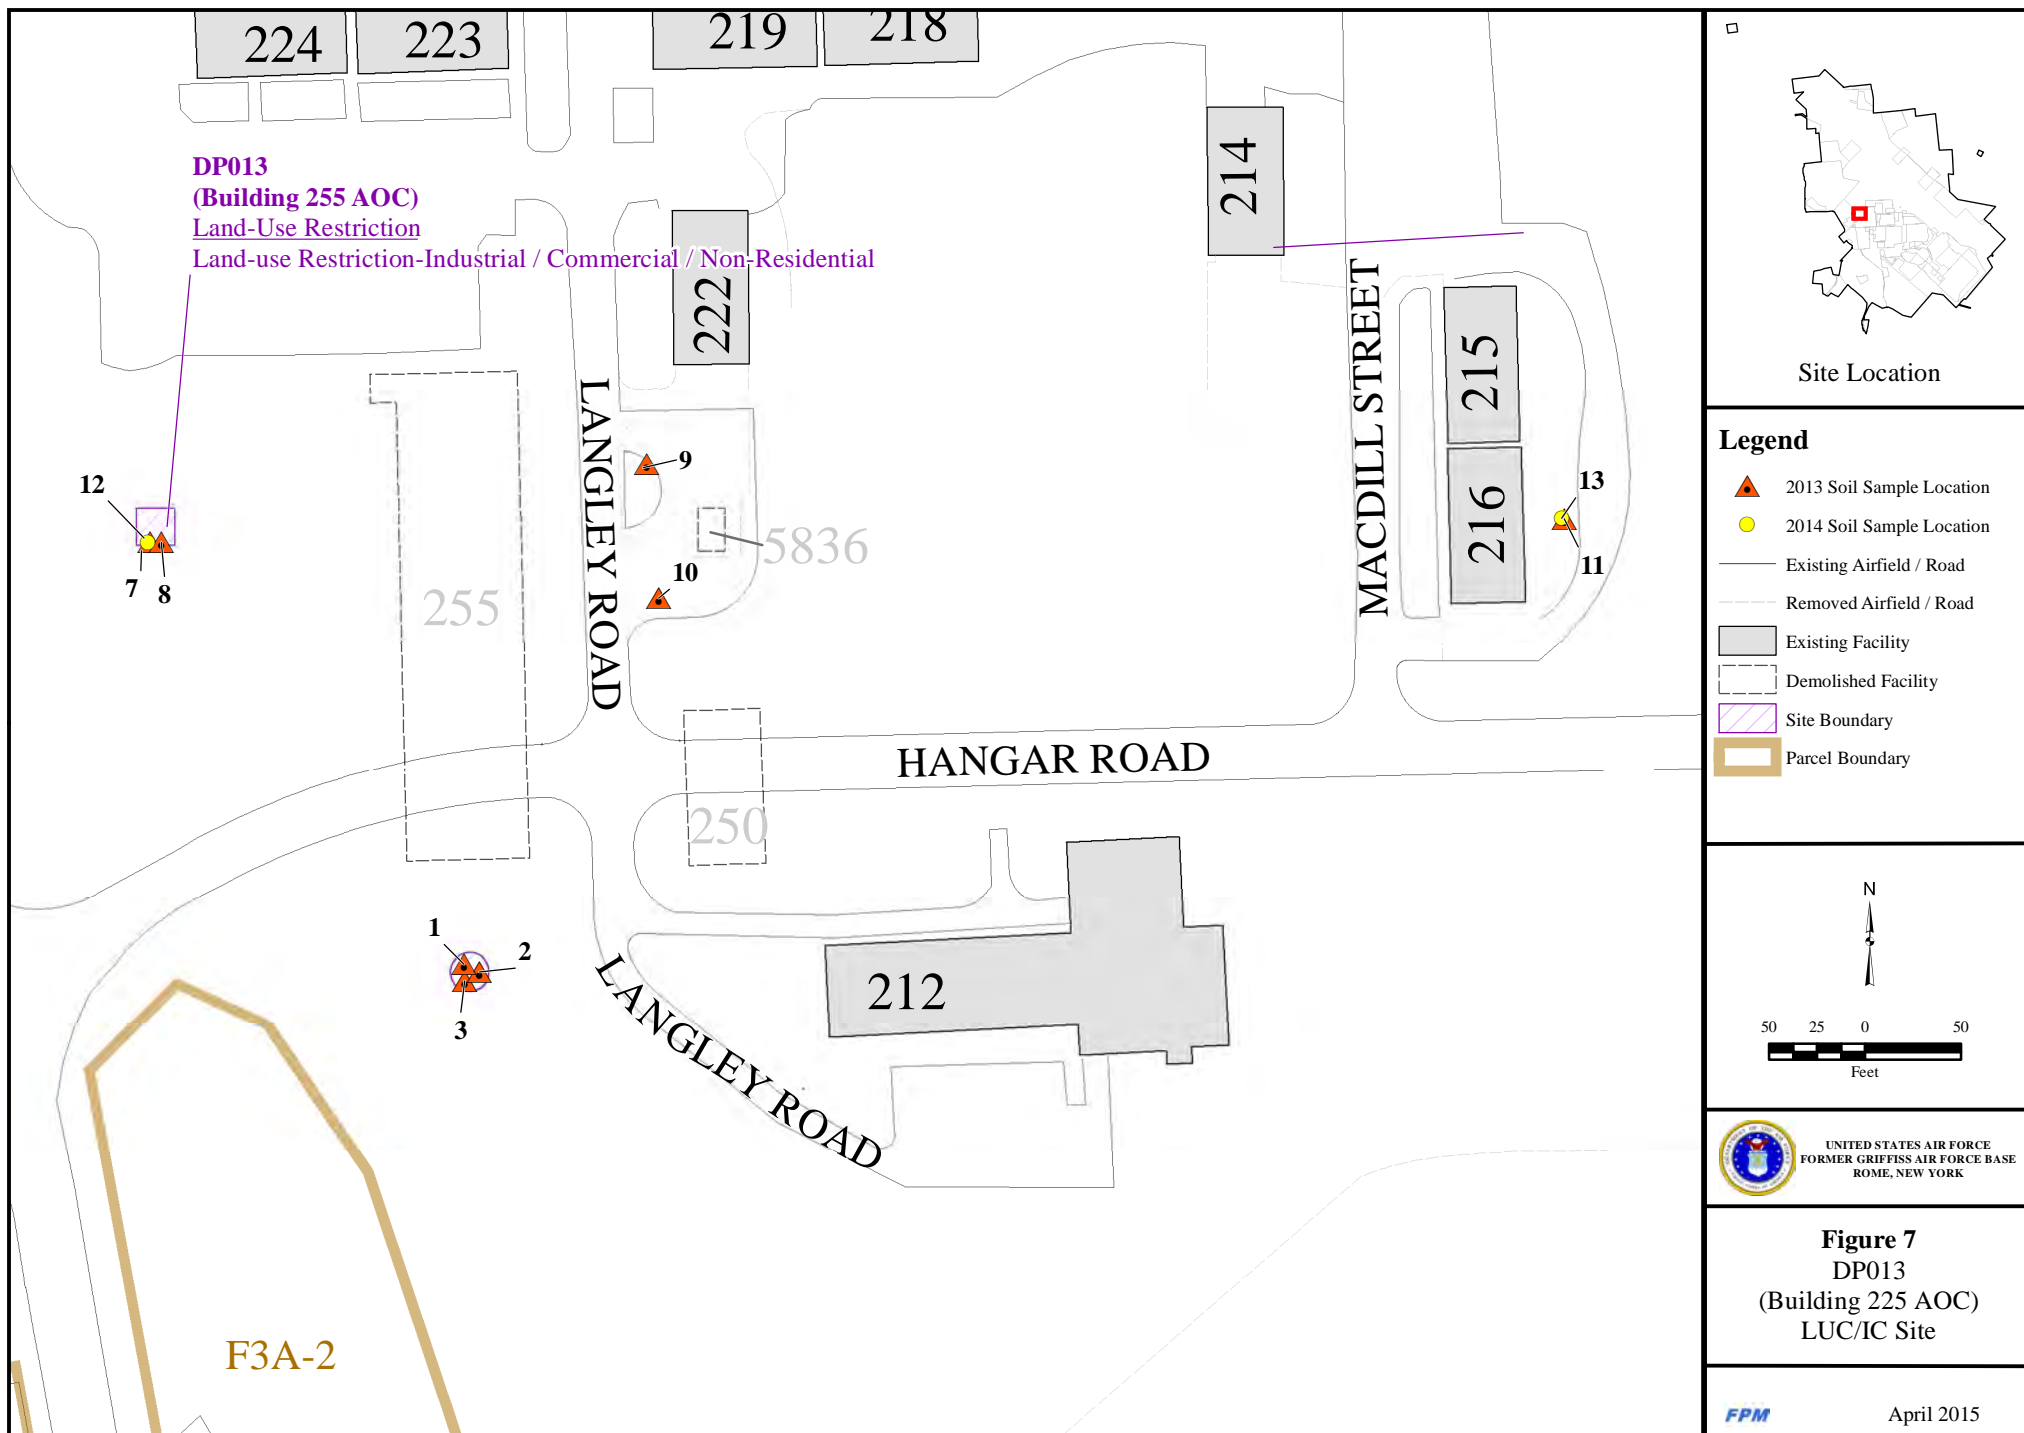 224
223
219
218
DP013
(Building 255 AOC)
Land-Use Restriction
Land-use Restriction-Industrial / Commercial / Non-Residential
214
222
215
216
MACDILL STREET
LANGLEY ROAD
9
12
7
8
13
11
5836
10
255
HANGAR ROAD
250
1
2
3
212
LANGLEY ROAD
F3A-2
Site Location
Legend
2013 Soil Sample Location
2014 Soil Sample Location
Existing Airfield / Road
Removed Airfield / Road
Existing Facility
Demolished Facility
Site Boundary
Parcel Boundary
N
50 25 0 50
Feet
UNITED STATES AIR FORCE
FORMER GRIFFISS AIR FORCE BASE
ROME, NEW YORK
Figure 7
DP013
(Building 225 AOC)
LUC/IC Site
FPM
April 2015